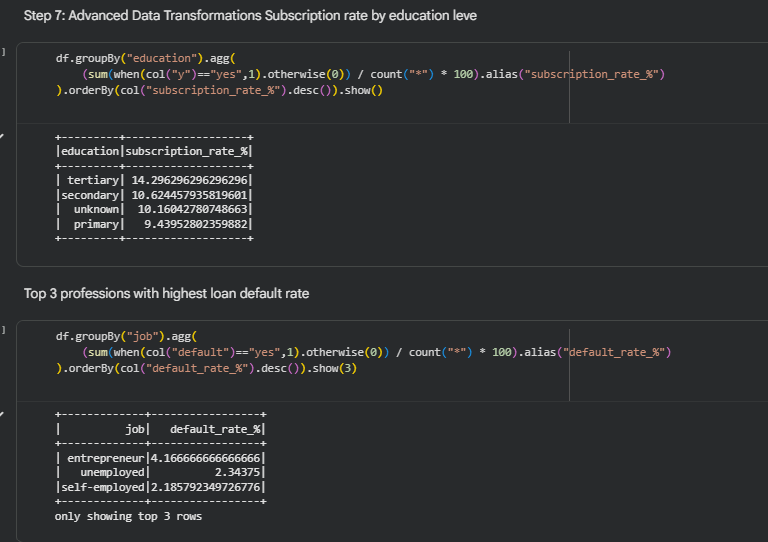 Step 7: Advanced Data Transformations Subscription rate by education leve
]
df.groupBy("education").agg(
    (sum(when(col("y")=="yes",1).otherwise(0)) / count("*") * 100).alias("subscription_rate_%")
).orderBy(col("subscription_rate_%").desc()).show()
+---------+-------------------+
|education|subscription_rate_%|
+---------+-------------------+
| tertiary| 14.296296296296296|
|secondary| 10.624457935819601|
|  unknown|  10.16042780748663|
|  primary|   9.43952802359882|
+---------+-------------------+
Top 3 professions with highest loan default rate
]
df.groupBy("job").agg(
    (sum(when(col("default")=="yes",1).otherwise(0)) / count("*") * 100).alias("default_rate_%")
).orderBy(col("default_rate_%").desc()).show(3)
+-------------+-----------------+
|          job|   default_rate_%|
+-------------+-----------------+
| entrepreneur|4.166666666666666|
|   unemployed|          2.34375|
|self-employed|2.185792349726776|
+-------------+-----------------+
only showing top 3 rows